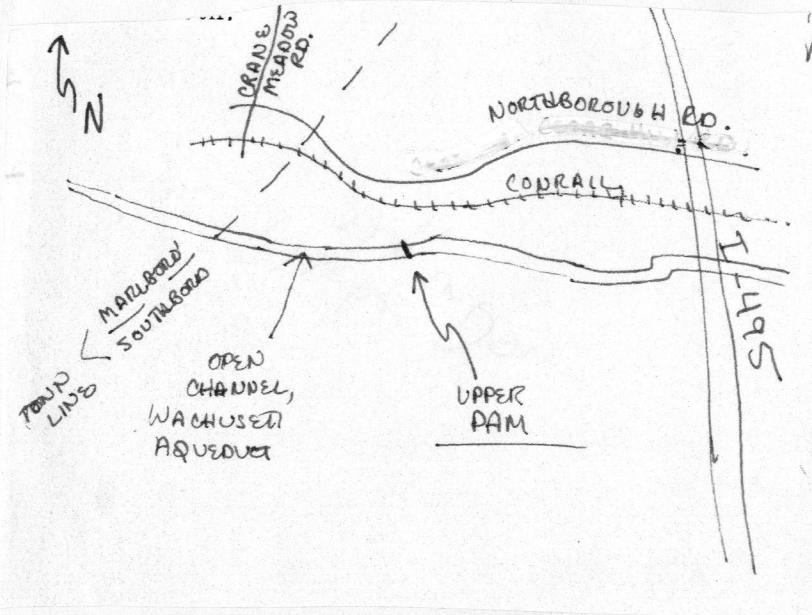 N
CRANE
MEADOW
RD.
NORTHBOROUGH RD.
CONRAIL
I-495
MARLBORO'
SOUTHBORO
TOWN
LINE
OPEN
CHANNEL,
WACHUSETT
AQUEDUCT
UPPER
DAM